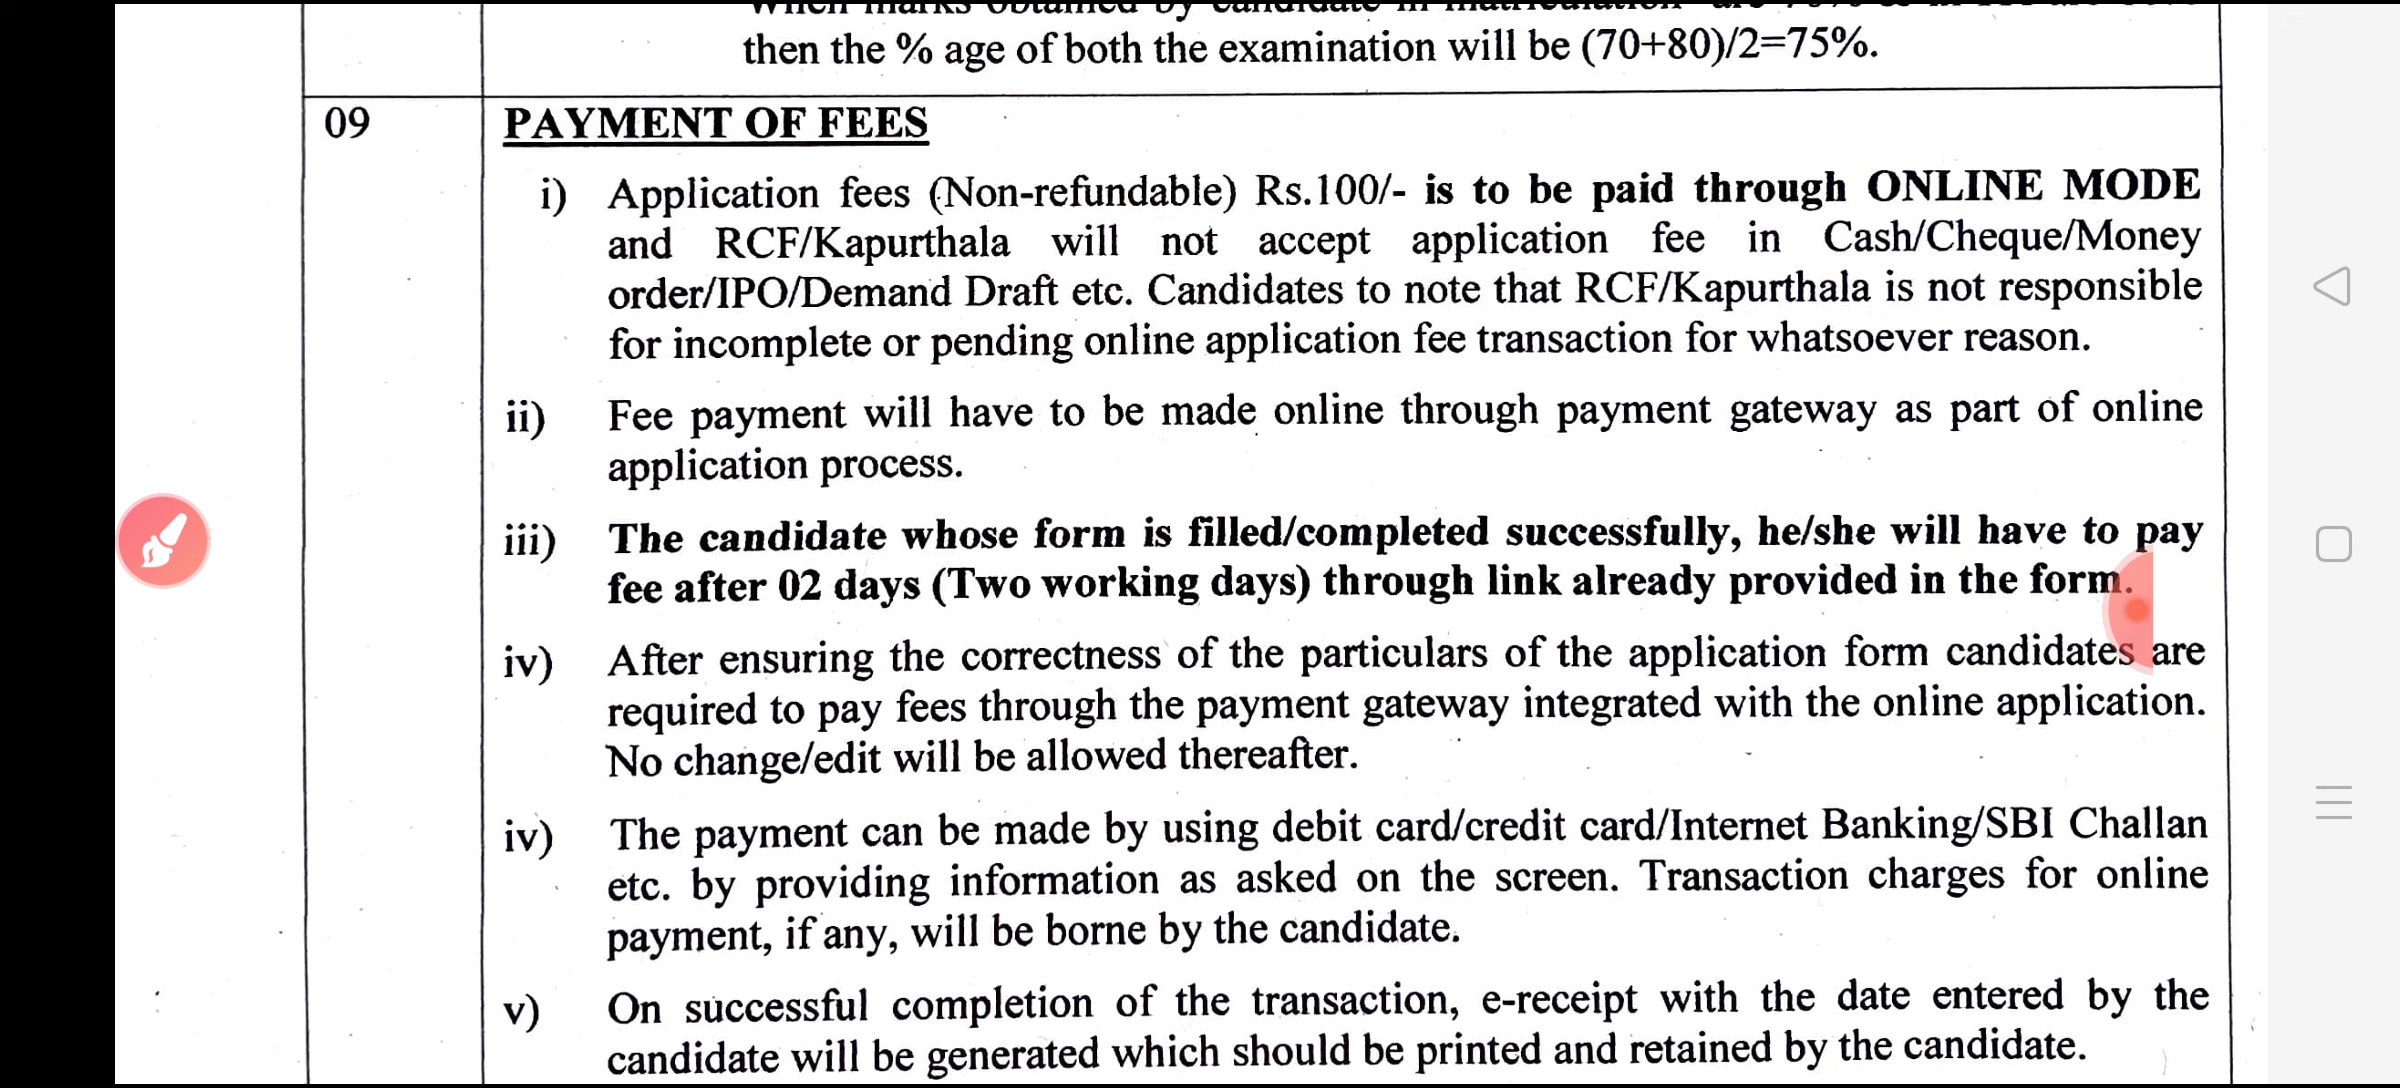 then the % age of both the examination will be (70+80)/2=75%.
09
PAYMENT OF FEES
i) Application fees (Non-refundable) Rs.100/- is to be paid through ONLINE MODE
and RCF/Kapurthala will not accept application fee in Cash/Cheque/Money
order/IPO/Demand Draft etc. Candidates to note that RCF/Kapurthala is not responsible
for incomplete or pending online application fee transaction for whatsoever reason.
ii) Fee payment will have to be made online through payment gateway as part of online
application process.
iii) The candidate whose form is filled/completed successfully, he/she will have to pay
fee after 02 days (Two working days) through link already provided in the form.
iv) After ensuring the correctness of the particulars of the application form candidates are
required to pay fees through the payment gateway integrated with the online application.
No change/edit will be allowed thereafter.
iv) The payment can be made by using debit card/credit card/Internet Banking/SBI Challan
etc. by providing information as asked on the screen. Transaction charges for online
payment, if any, will be borne by the candidate.
v) On successful completion of the transaction, e-receipt with the date entered by the
candidate will be generated which should be printed and retained by the candidate.